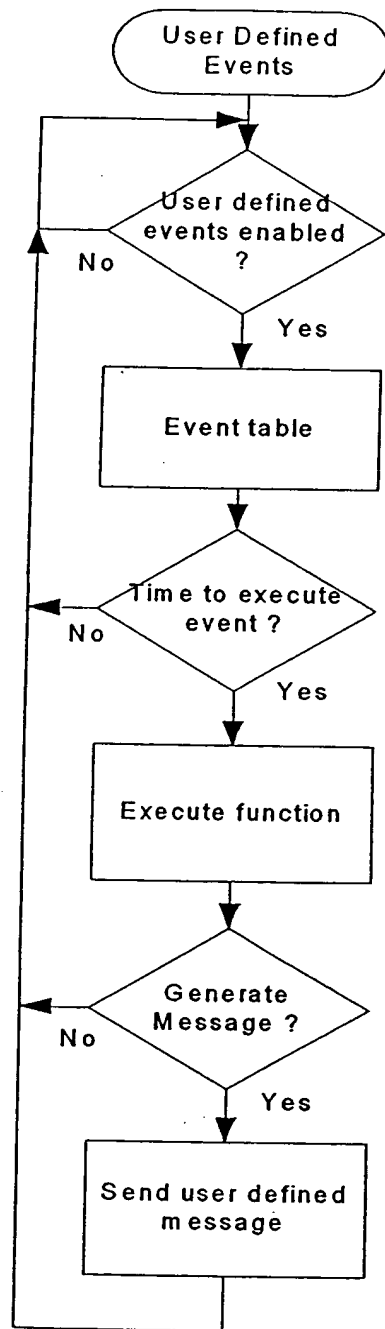 User Defined
Events
User defined
events enabled
?
No
Yes
Event table
Time to execute
event ?
No
Yes
Execute function
Generate
Message ?
No
Yes
Send user defined
message